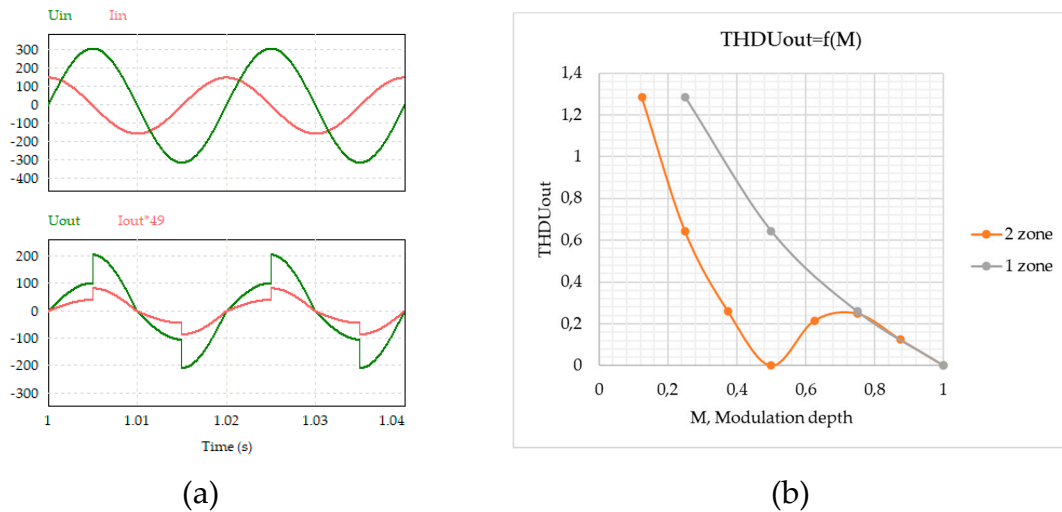 Uin Iin
300
200
100
0
-100
-200
-300
-400
Uout Iout*49
200
100
0
-100
-200
-300
1 1.01 1.02 1.03 1.04
Time (s)
(a)
THDUout=f(M)
1,4
1,2
1
0,8
0,6
0,4
0,2
0
THDUout
0 0,2 0,4 0,6 0,8 1
M, Modulation depth
2 zone
1 zone
(b)